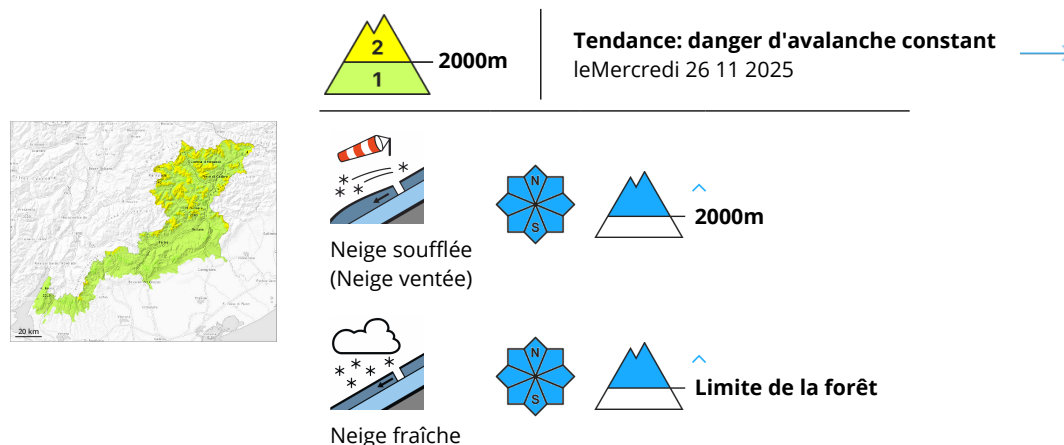 2
1
2000m
Tendance: danger d'avalanche constant
leMercredi 26 11 2025
20 km
N
S
2000m
Neige soufflée
(Neige ventée)
N
S
Limite de la forêt
Neige fraîche